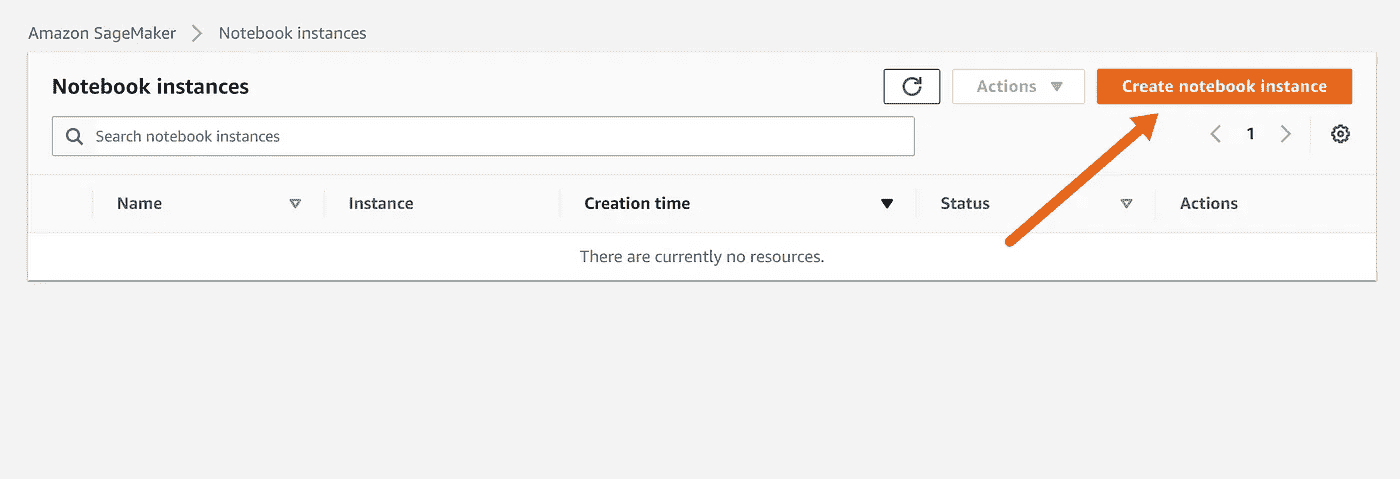 Amazon SageMaker > Notebook instances
Notebook instances
Actions
Create notebook instance
Search notebook instances
1
Name Instance Creation time Status Actions
There are currently no resources.